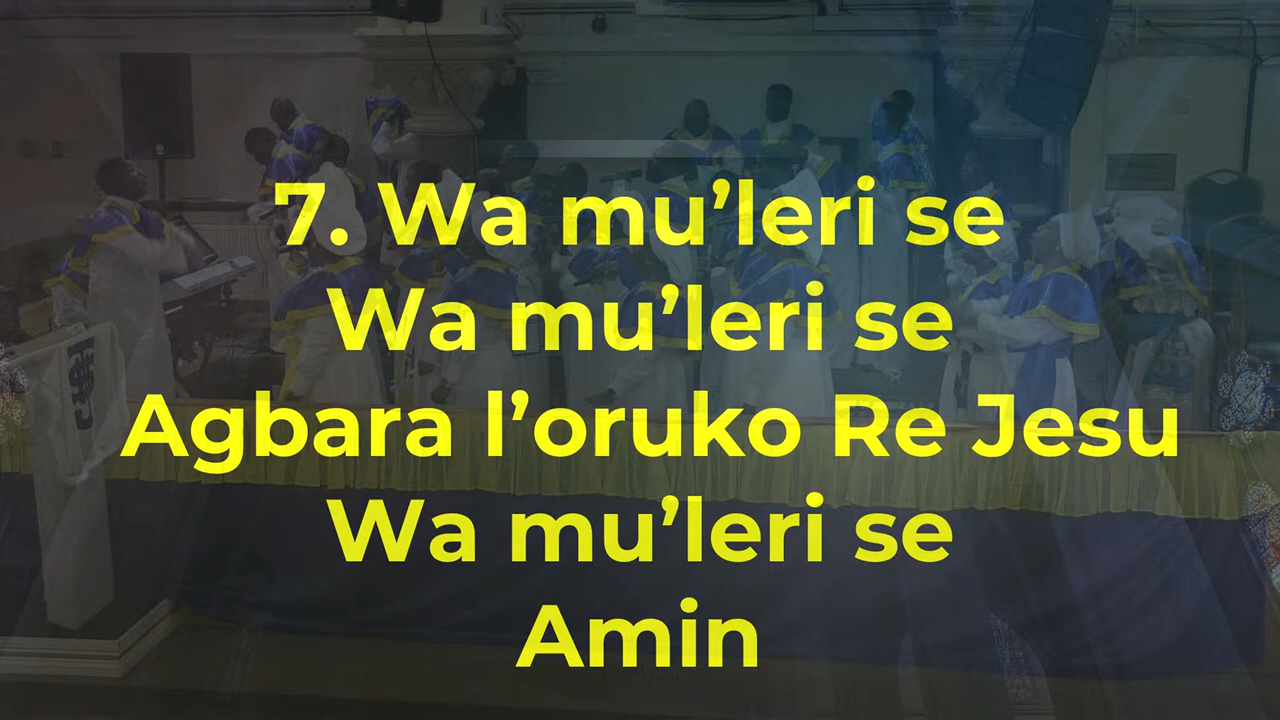 7. Wa mu’leri se
Wa mu’leri se
Agbara l’oruko Re Jesu
Wa mu’leri se
Amin